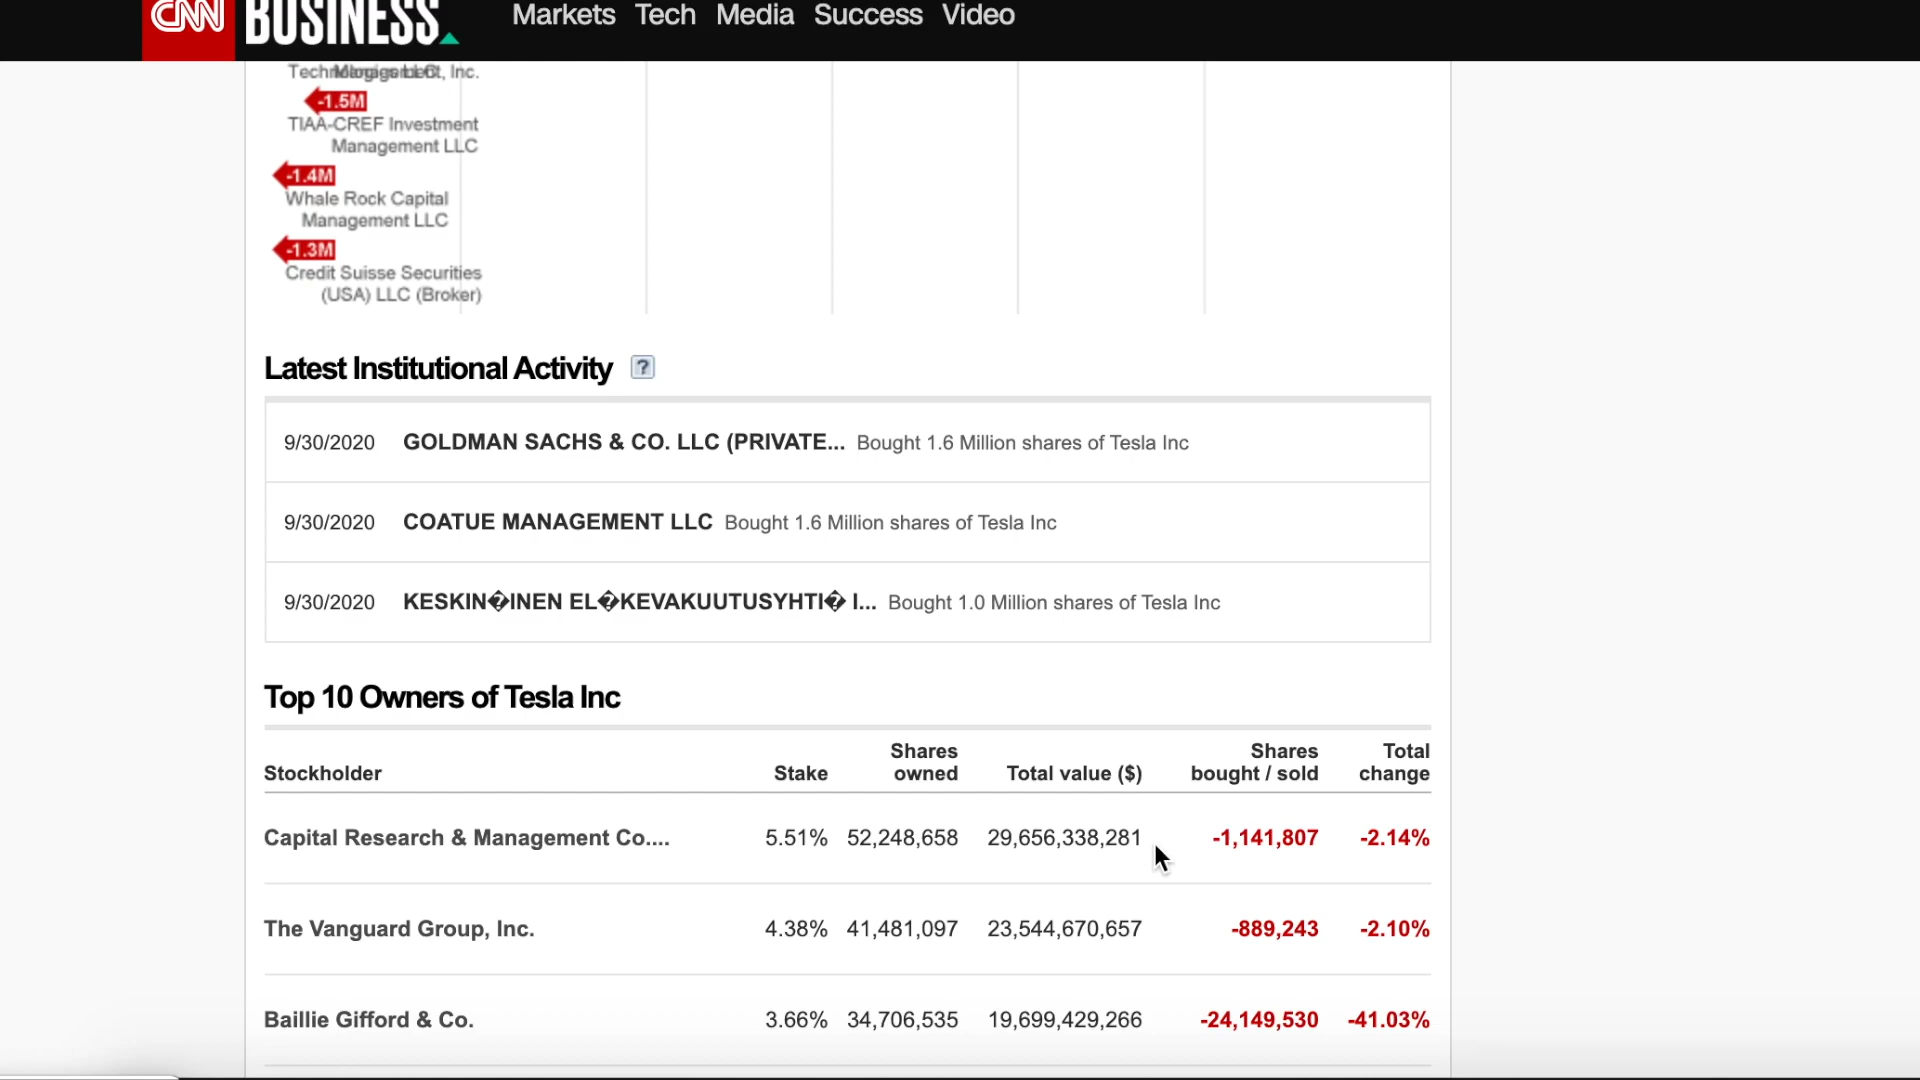 CNN BUSINESS Markets Tech Media Success Video
Management, Inc.
-1.5M
TIAA-CREF Investment
Management LLC
-1.4M
Whale Rock Capital
Management LLC
-1.3M
Credit Suisse Securities
(USA) LLC (Broker)
Latest Institutional Activity ?
9/30/2020 GOLDMAN SACHS & CO. LLC (PRIVATE... Bought 1.6 Million shares of Tesla Inc
9/30/2020 COATUE MANAGEMENT LLC Bought 1.6 Million shares of Tesla Inc
9/30/2020 KESKIN�INEN EL�KEVAKUUTUSYHTI� I... Bought 1.0 Million shares of Tesla Inc
Top 10 Owners of Tesla Inc
Stockholder Stake Shares owned Total value ($) Shares bought / sold Total change
Capital Research & Management Co.... 5.51% 52,248,658 29,656,338,281 -1,141,807 -2.14%
The Vanguard Group, Inc. 4.38% 41,481,097 23,544,670,657 -889,243 -2.10%
Baillie Gifford & Co. 3.66% 34,706,535 19,699,429,266 -24,149,530 -41.03%